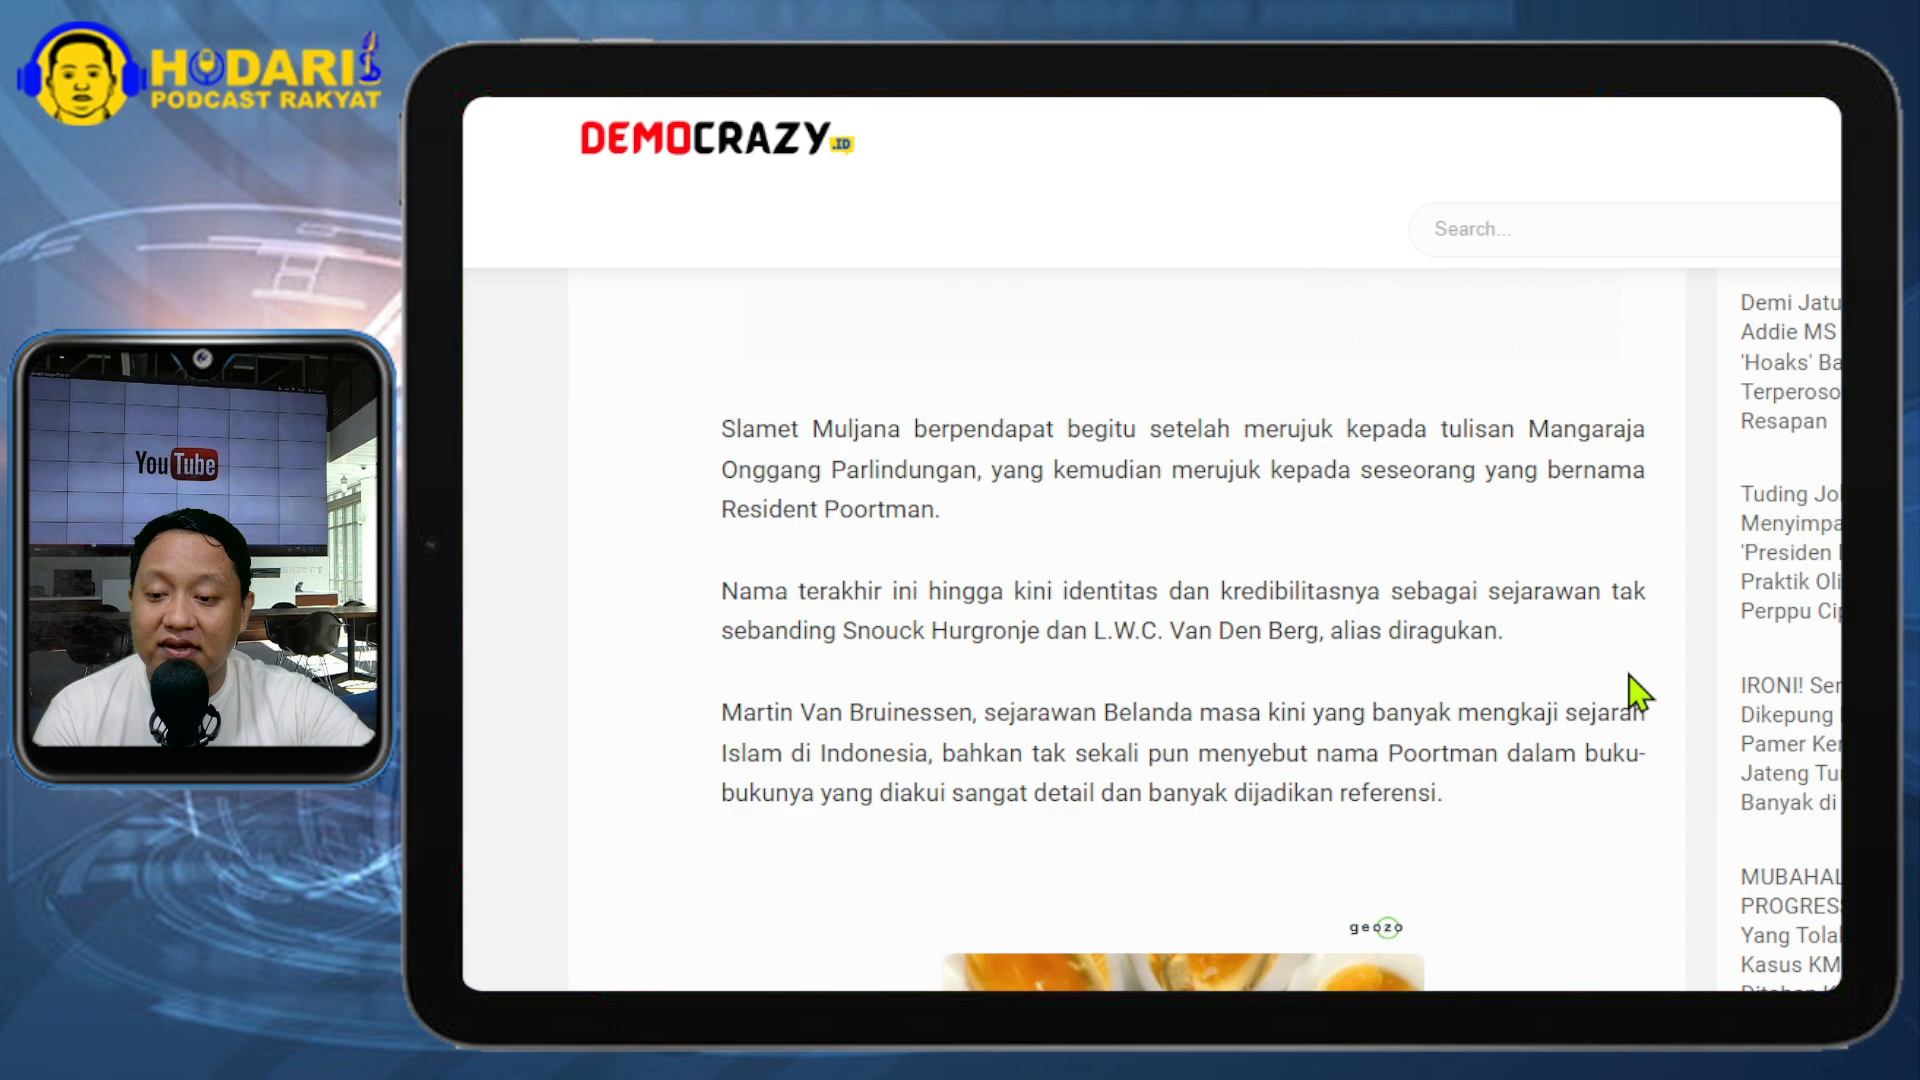 HODARI
PODCAST RAKYAT
YouTube
DEMOCRAZY.ID
Search...
Slamet Muljana berpendapat begitu setelah merujuk kepada tulisan Mangaraja
Onggang Parlindungan, yang kemudian merujuk kepada seseorang yang bernama
Resident Poortman.
Nama terakhir ini hingga kini identitas dan kredibilitasnya sebagai sejarawan tak
sebanding Snouck Hurgronje dan L.W.C. Van Den Berg, alias diragukan.
Martin Van Bruinessen, sejarawan Belanda masa kini yang banyak mengkaji sejarah
Islam di Indonesia, bahkan tak sekali pun menyebut nama Poortman dalam buku-
bukunya yang diakui sangat detail dan banyak dijadikan referensi.
geozo
Demi Jatu
Addie MS
'Hoaks' Ba
Terperoso
Resapan
Tuding Jo
Menyimpa
'Presiden
Praktik Oli
Perppu Cip
IRONI! Ser
Dikepung
Pamer Ker
Jateng Tu
Banyak di
MUBAHAL
PROGRES
Yang Tola
Kasus KM